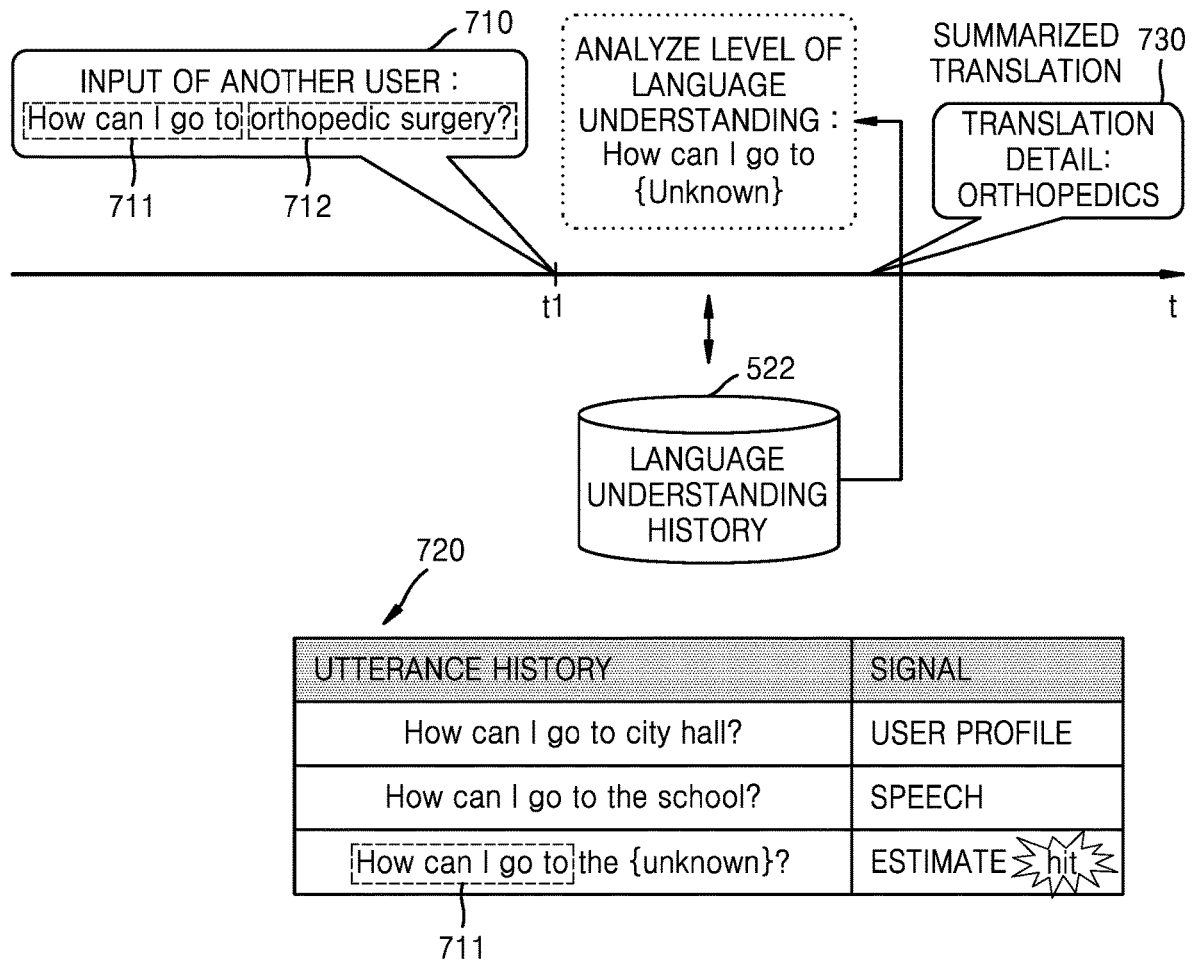 710
INPUT OF ANOTHER USER :
How can I go to orthopedic surgery?
711
712
ANALYZE LEVEL OF
LANGUAGE
UNDERSTANDING :
How can I go to
{Unknown}
SUMMARIZED
TRANSLATION
730
TRANSLATION
DETAIL:
ORTHOPEDICS
t1
t
522
LANGUAGE
UNDERSTANDING
HISTORY
720
UTTERANCE HISTORY SIGNAL
How can I go to city hall? USER PROFILE
How can I go to the school? SPEECH
How can I go to the {unknown}? ESTIMATE hit
711